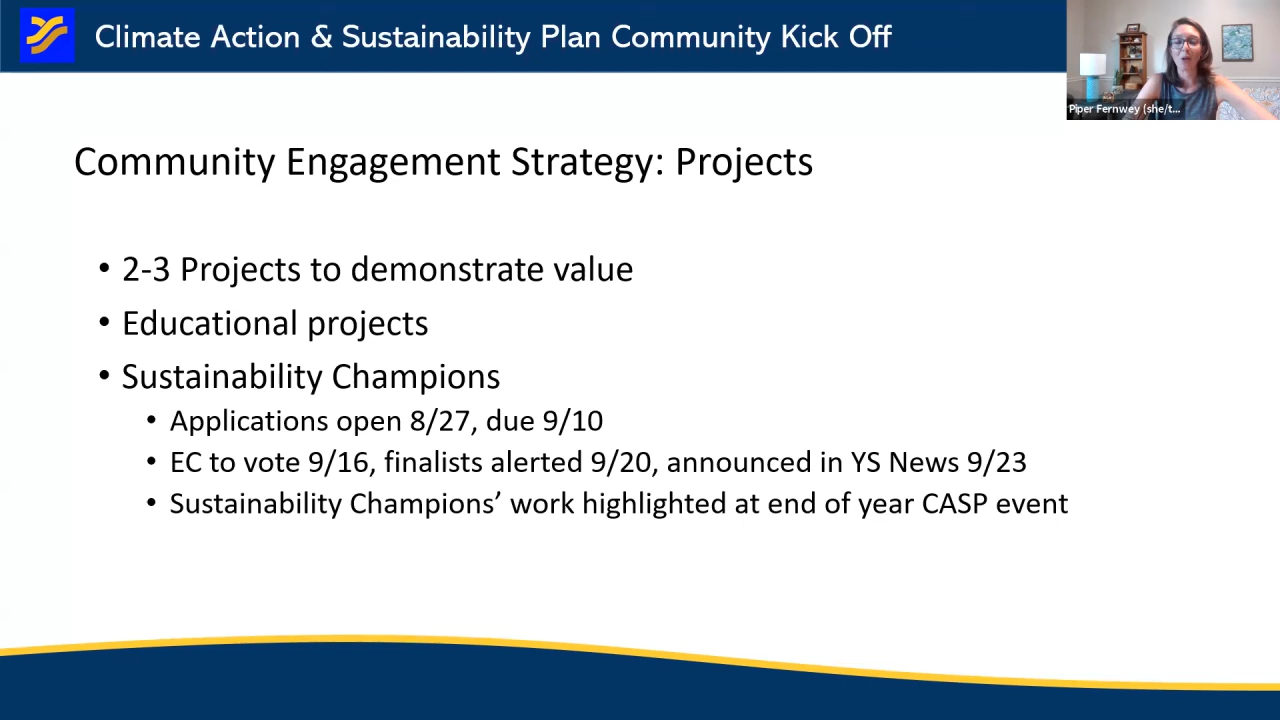 Climate Action & Sustainability Plan Community Kick Off
Piper Fernwey (she/t...
Community Engagement Strategy: Projects
• 2-3 Projects to demonstrate value
• Educational projects
• Sustainability Champions
• Applications open 8/27, due 9/10
• EC to vote 9/16, finalists alerted 9/20, announced in YS News 9/23
• Sustainability Champions’ work highlighted at end of year CASP event